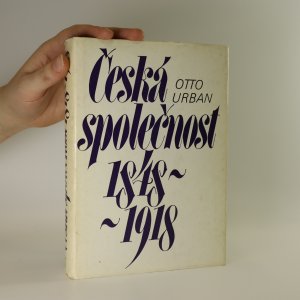 Česká
OTTO
URBAN
společnost
1848~
~1918